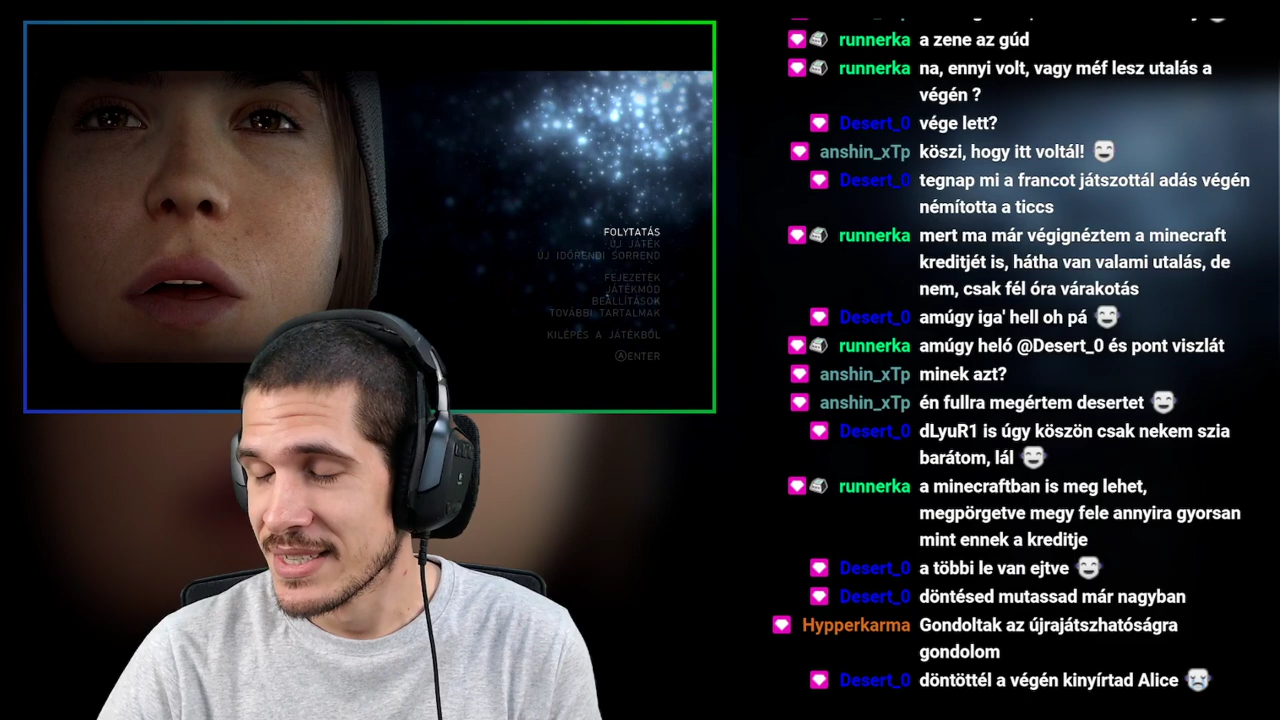 FOLYTATÁS
ÚJ JÁTÉK
ÚJ IDŐRENDI SORREND
FEJEZETEK
JÁTÉKMÓD
BEÁLLÍTÁSOK
TOVÁBBI TARTALMAK
KILÉPÉS A JÁTÉKBÓL
ⒶENTER
runnerka a zene az gúd
runnerka na, ennyi volt, vagy méf lesz utalás a
végén ?
Desert_0 vége lett?
anshin_xTp köszi, hogy itt voltál!
Desert_0 tegnap mi a francot játszottál adás végén
némította a ticcs
runnerka mert ma már végignéztem a minecraft
kreditjét is, hátha van valami utalás, de
nem, csak fél óra várakotás
Desert_0 amúgy iga' hell oh pá
runnerka amúgy heló @Desert_0 és pont viszlát
anshin_xTp minek azt?
anshin_xTp én fullra megértem desertet
Desert_0 dLyuR1 is úgy köszön csak nekem szia
barátom, lál
runnerka a minecraftban is meg lehet,
megpörgetve megy fele annyira gyorsan
mint ennek a kreditje
Desert_0 a többi le van ejtve
Desert_0 döntésed mutassad már nagyban
Hypperkarma Gondoltak az újrajátszhatóságra
gondolom
Desert_0 döntöttél a végén kinyírtad Alice